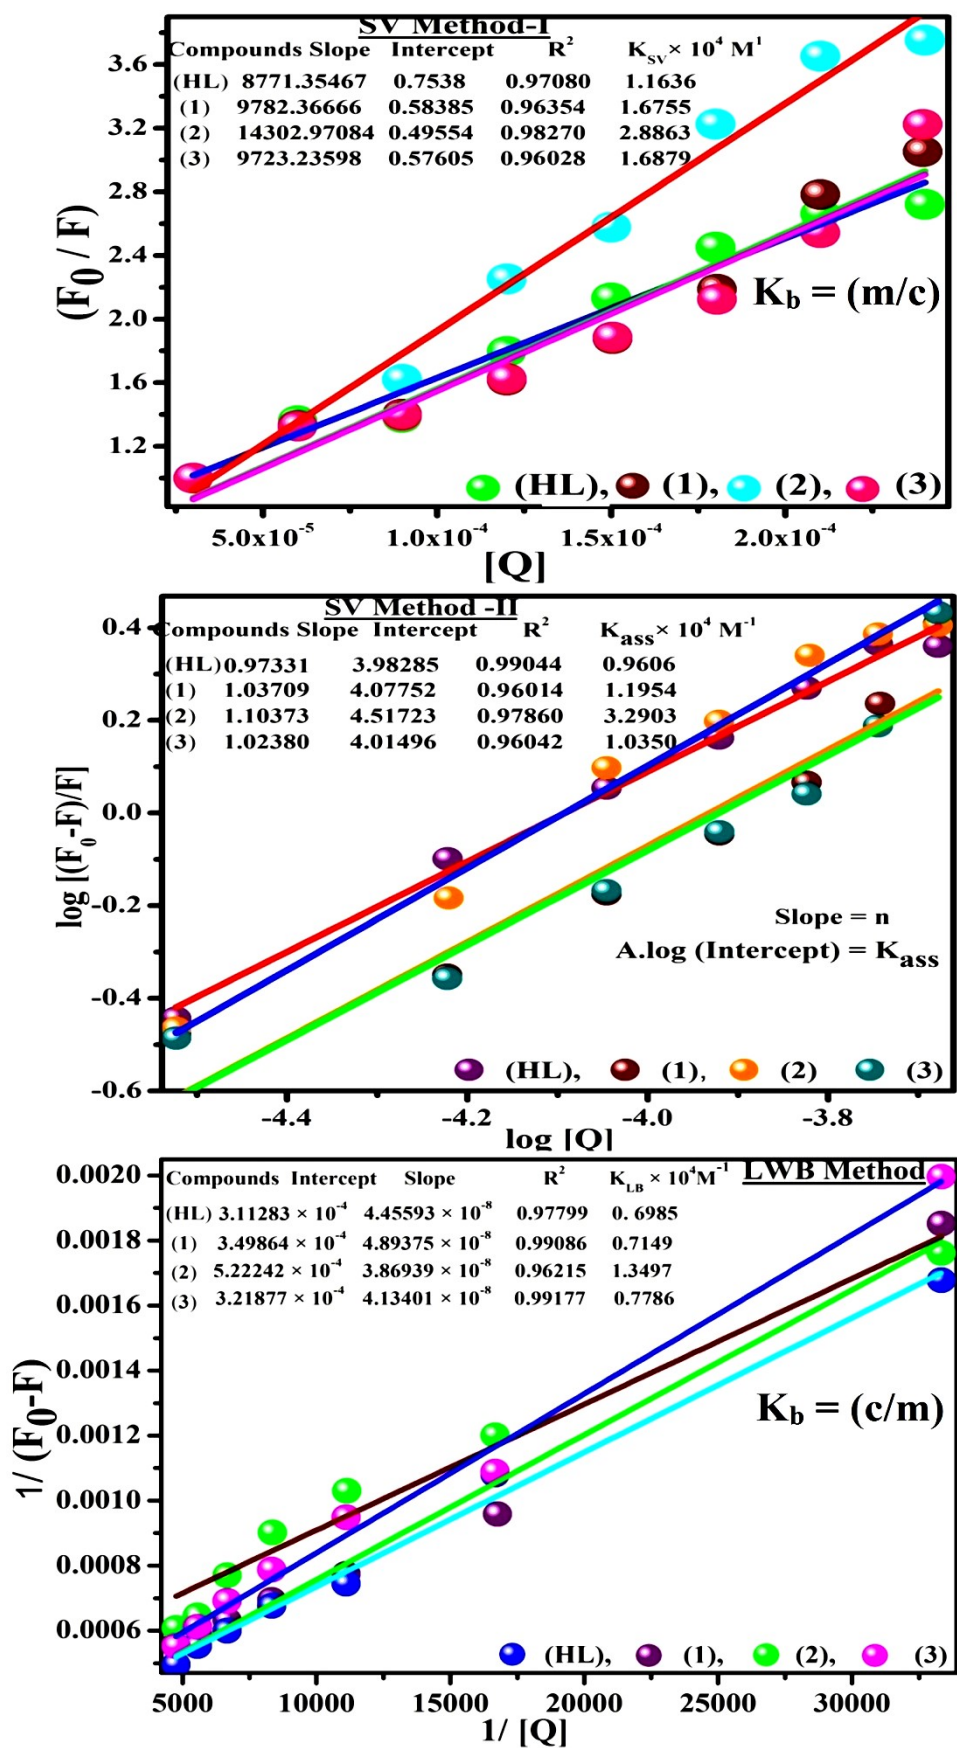 SV Method-I
Compounds Slope Intercept R² K_SV × 10⁴ M¹
(HL) 8771.35467 0.7538 0.97080 1.1636
(1) 9782.36666 0.58385 0.96354 1.6755
(2) 14302.97084 0.49554 0.98270 2.8863
(3) 9723.23598 0.57605 0.96028 1.6879
3.6
3.2
2.8
2.4
2.0
1.6
1.2
(F₀ / F)
K_b = (m/c)
(HL), (1), (2), (3)
5.0x10⁻⁵ 1.0x10⁻⁴ 1.5x10⁻⁴ 2.0x10⁻⁴
[Q]
SV Method -II
Compounds Slope Intercept R² K_ass × 10⁴ M⁻¹
(HL) 0.97331 3.98285 0.99044 0.9606
(1) 1.03709 4.07752 0.96014 1.1954
(2) 1.10373 4.51723 0.97860 3.2903
(3) 1.02380 4.01496 0.96042 1.0350
0.4
0.2
0.0
-0.2
-0.4
-0.6
log [(F₀-F)/F]
Slope = n
A.log (Intercept) = K_ass
(HL), (1), (2) (3)
-4.4 -4.2 -4.0 -3.8
log [Q]
LWB Method
Compounds Intercept Slope R² K_LB × 10⁴M⁻¹
(HL) 3.11283 × 10⁻⁴ 4.45593 × 10⁻⁸ 0.97799 0. 6985
(1) 3.49864 × 10⁻⁴ 4.89375 × 10⁻⁸ 0.99086 0.7149
(2) 5.22242 × 10⁻⁴ 3.86939 × 10⁻⁸ 0.96215 1.3497
(3) 3.21877 × 10⁻⁴ 4.13401 × 10⁻⁸ 0.99177 0.7786
0.0020
0.0018
0.0016
0.0014
0.0012
0.0010
0.0008
0.0006
1/ (F₀-F)
K_b = (c/m)
(HL), (1), (2), (3)
5000 10000 15000 20000 25000 30000
1/ [Q]